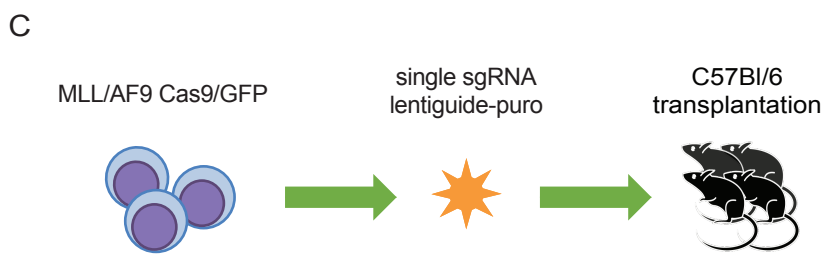 C
MLL/AF9 Cas9/GFP
single sgRNA
lentiguide-puro
C57Bl/6
transplantation